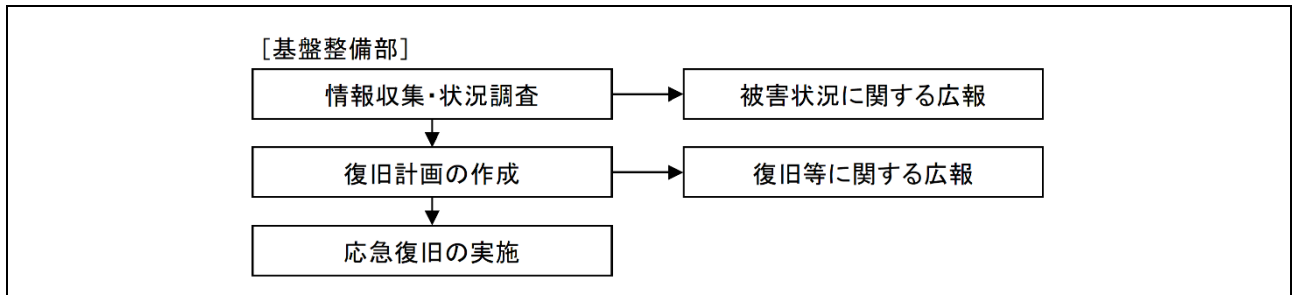 ［基盤整備部］
情報収集・状況調査
被害状況に関する広報
復旧計画の作成
復旧等に関する広報
応急復旧の実施